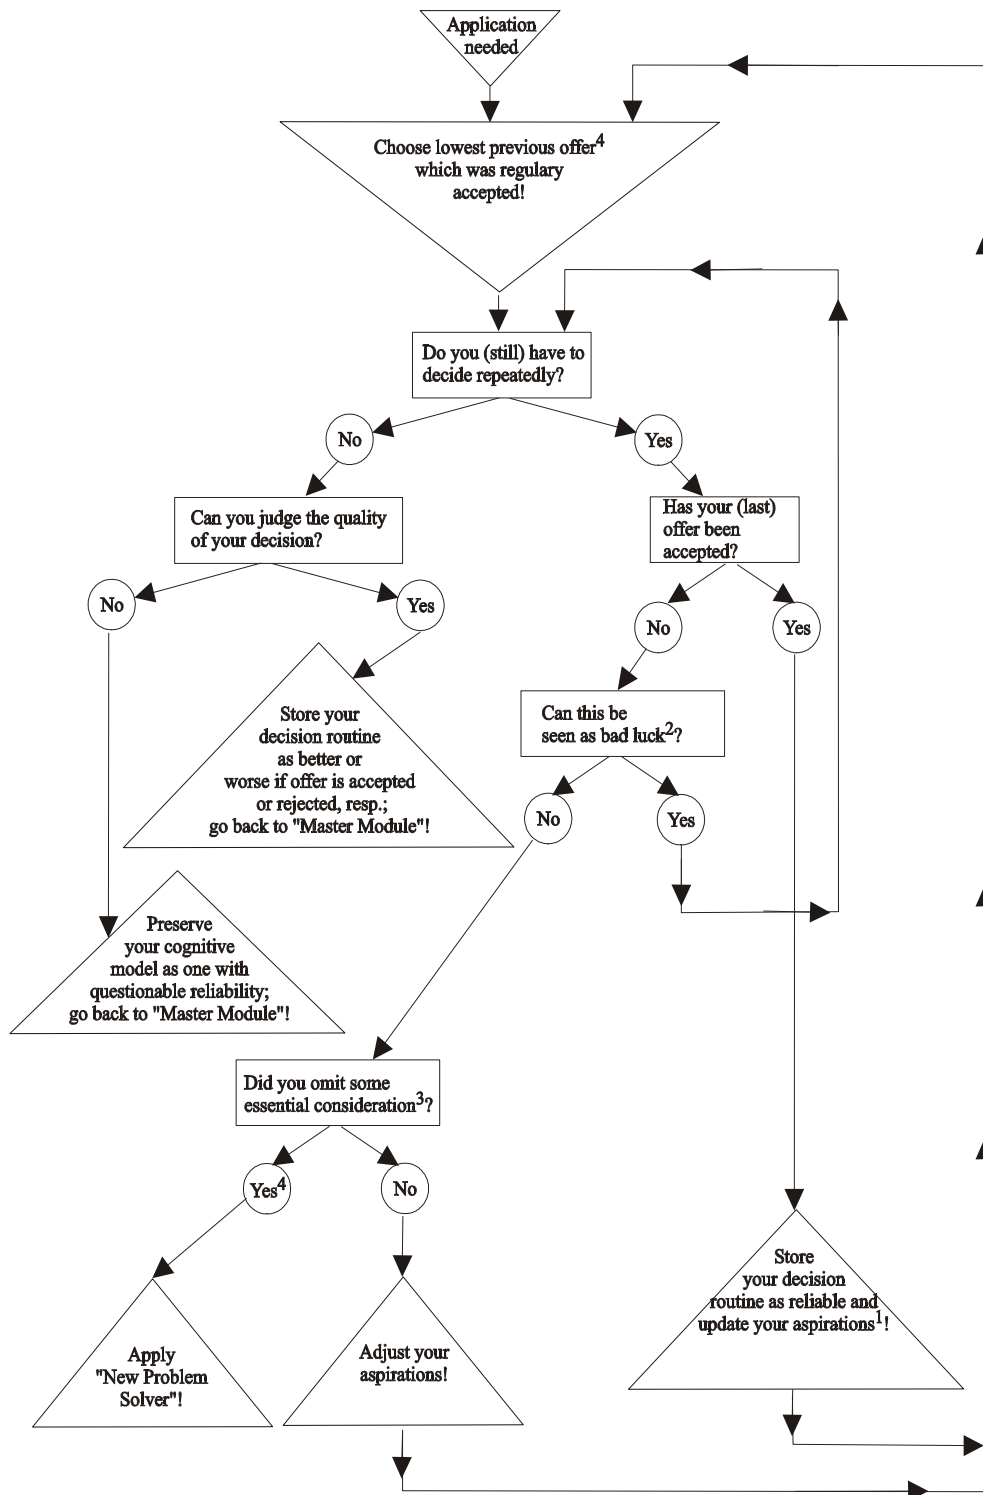 Application
needed
Choose lowest previous offer⁴
which was regulary
accepted!
Do you (still) have to
decide repeatedly?
No
Yes
Can you judge the quality
of your decision?
Has your (last)
offer been
accepted?
No
Yes
No
Yes
Store your
decision routine
as better or
worse if offer is accepted
or rejected, resp.;
go back to "Master Module"!
Can this be
seen as bad luck²?
No
Yes
Preserve
your cognitive
model as one with
questionable reliability;
go back to "Master Module"!
Did you omit some
essential consideration³?
Yes⁴
No
Store
your decision
routine as reliable and
update your aspirations¹!
Apply
"New Problem
Solver"!
Adjust your
aspirations!